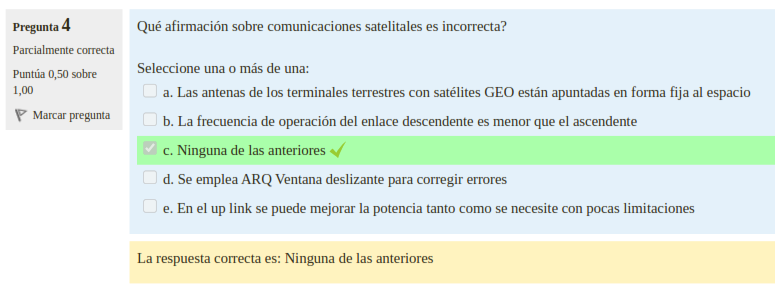 Pregunta 4
Parcialmente correcta
Puntúa 0,50 sobre
1,00
Marcar pregunta
Qué afirmación sobre comunicaciones satelitales es incorrecta?
Seleccione una o más de una:
a. Las antenas de los terminales terrestres con satélites GEO están apuntadas en forma fija al espacio
b. La frecuencia de operación del enlace descendente es menor que el ascendente
c. Ninguna de las anteriores
d. Se emplea ARQ Ventana deslizante para corregir errores
e. En el up link se puede mejorar la potencia tanto como se necesite con pocas limitaciones
La respuesta correcta es: Ninguna de las anteriores